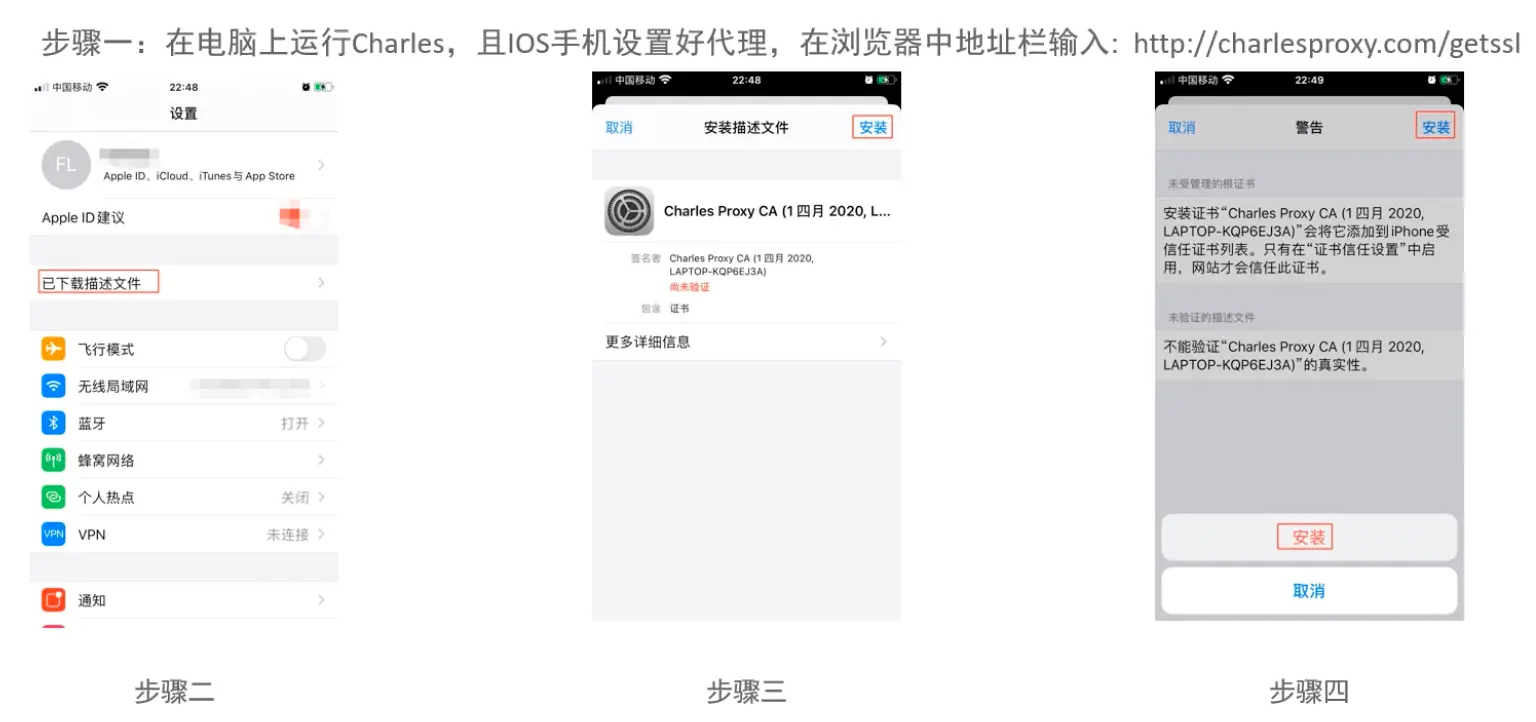 步骤一：在电脑上运行Charles，且IOS手机设置好代理，在浏览器中地址栏输入：http://charlesproxy.com/getssl
中国移动
22:48
设置
FL
Apple ID、iCloud、iTunes与 App Store
Apple ID建议
已下载描述文件
飞行模式
无线局域网
蓝牙
打开
蜂窝网络
个人热点
关闭
VPN
VPN
未连接
通知
步骤二
中国移动
22:48
取消
安装描述文件
安装
Charles Proxy CA (1 四月 2020, L...
签名者
Charles Proxy CA (1 四月 2020,
LAPTOP-KQP6EJ3A)
尚未验证
包含
证书
更多详细信息
步骤三
中国移动
22:49
取消
警告
安装
未受管理的根证书
安装证书“Charles Proxy CA (1 四月 2020,
LAPTOP-KQP6EJ3A)”会将它添加到 iPhone 受
信任证书列表。只有在“证书信任设置”中启
用，网站才会信任此证书。
未验证的描述文件
不能验证“Charles Proxy CA (1 四月 2020,
LAPTOP-KQP6EJ3A)”的真实性。
安装
取消
步骤四